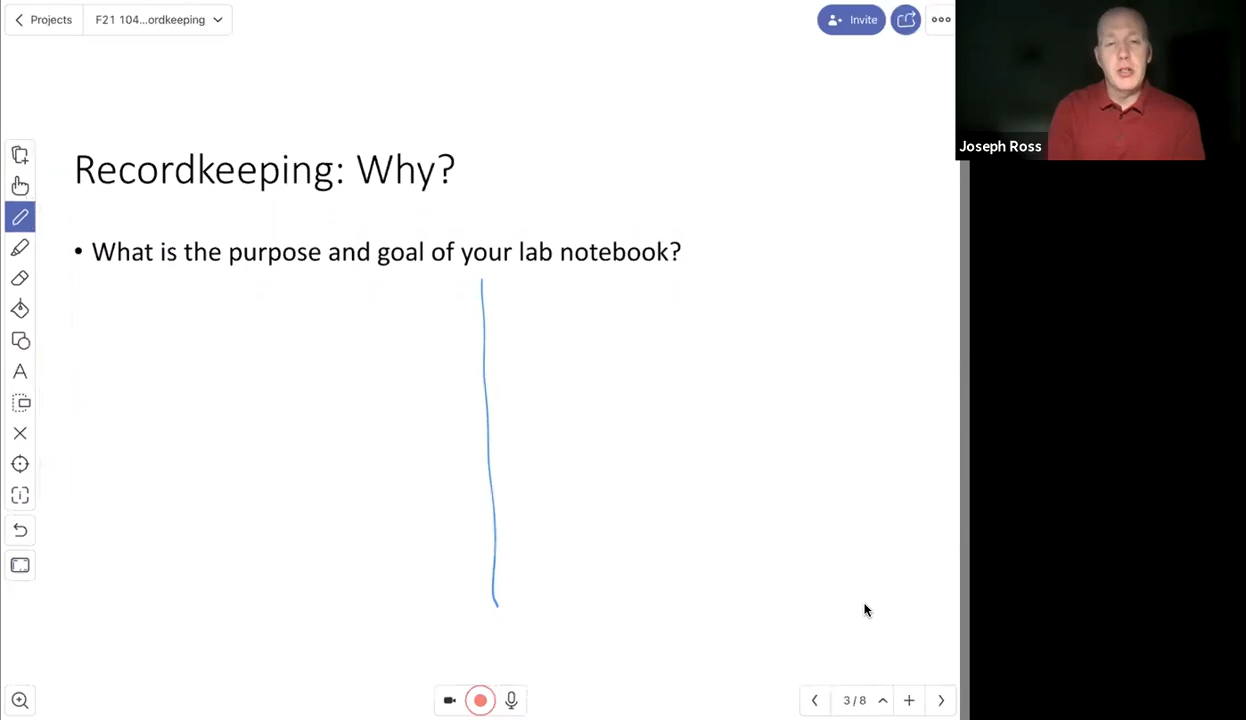 Projects
F21 104...ordkeeping
Invite
Joseph Ross
Recordkeeping: Why?
• What is the purpose and goal of your lab notebook?
A
3/8